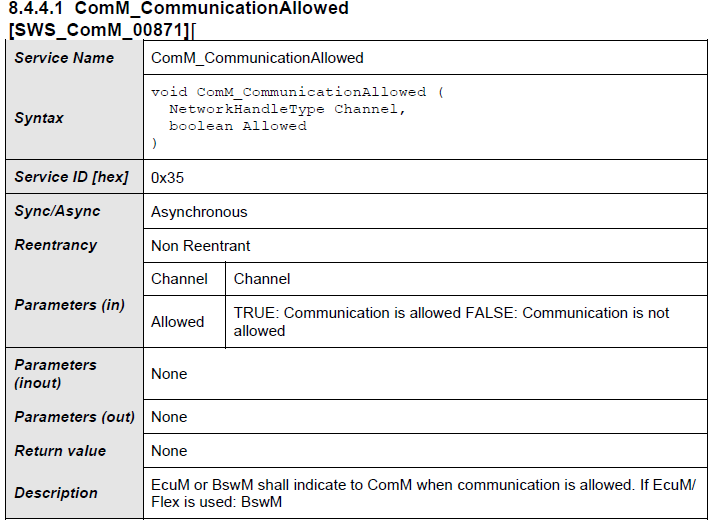 8.4.4.1 ComM_CommunicationAllowed
[SWS_ComM_00871]⌈
Service Name ComM_CommunicationAllowed
Syntax
void ComM_CommunicationAllowed (
NetworkHandleType Channel,
boolean Allowed
)
Service ID [hex] 0x35
Sync/Async Asynchronous
Reentrancy Non Reentrant
Parameters (in)
Channel Channel
Allowed
TRUE: Communication is allowed FALSE: Communication is not
allowed
Parameters
(inout)
None
Parameters (out) None
Return value None
Description
EcuM or BswM shall indicate to ComM when communication is allowed. If EcuM/
Flex is used: BswM